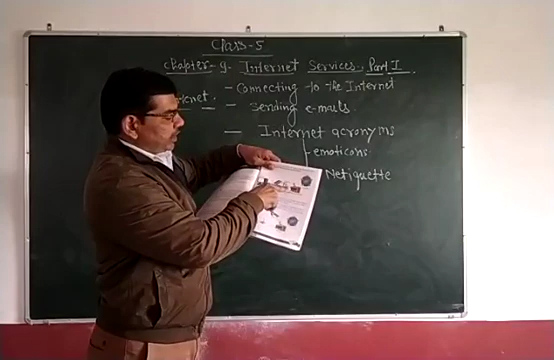 Class-5
Chapter-9. Internet Services, Part I
- Connecting to the Internet
- Sending e-mails
- Internet acronyms
emoticons.
Netiquette